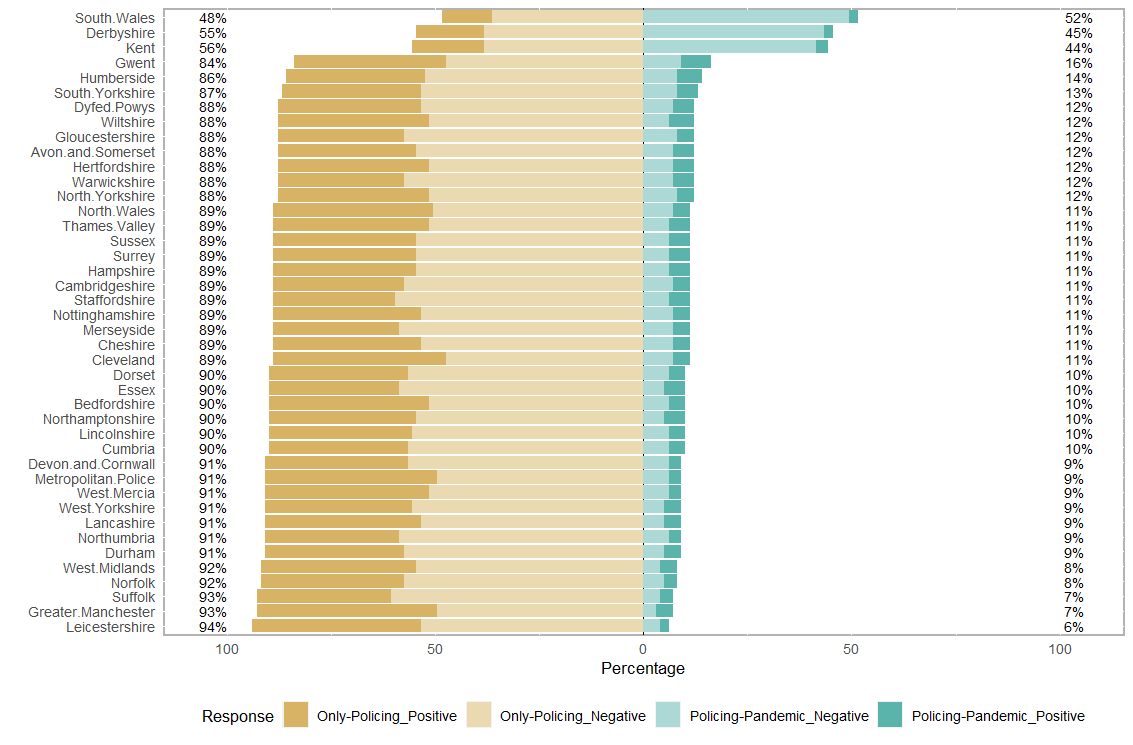 South.Wales 48% 52%
Derbyshire 55% 45%
Kent 56% 44%
Gwent 84% 16%
Humberside 86% 14%
South.Yorkshire 87% 13%
Dyfed.Powys 88% 12%
Wiltshire 88% 12%
Gloucestershire 88% 12%
Avon.and.Somerset 88% 12%
Hertfordshire 88% 12%
Warwickshire 88% 12%
North.Yorkshire 88% 12%
North.Wales 89% 11%
Thames.Valley 89% 11%
Sussex 89% 11%
Surrey 89% 11%
Hampshire 89% 11%
Cambridgeshire 89% 11%
Staffordshire 89% 11%
Nottinghamshire 89% 11%
Merseyside 89% 11%
Cheshire 89% 11%
Cleveland 89% 11%
Dorset 90% 10%
Essex 90% 10%
Bedfordshire 90% 10%
Northamptonshire 90% 10%
Lincolnshire 90% 10%
Cumbria 90% 10%
Devon.and.Cornwall 91% 9%
Metropolitan.Police 91% 9%
West.Mercia 91% 9%
West.Yorkshire 91% 9%
Lancashire 91% 9%
Northumbria 91% 9%
Durham 91% 9%
West.Midlands 92% 8%
Norfolk 92% 8%
Suffolk 93% 7%
Greater.Manchester 93% 7%
Leicestershire 94% 6%
100 50 0 50 100
Percentage
Response Only-Policing_Positive Only-Policing_Negative Policing-Pandemic_Negative Policing-Pandemic_Positive